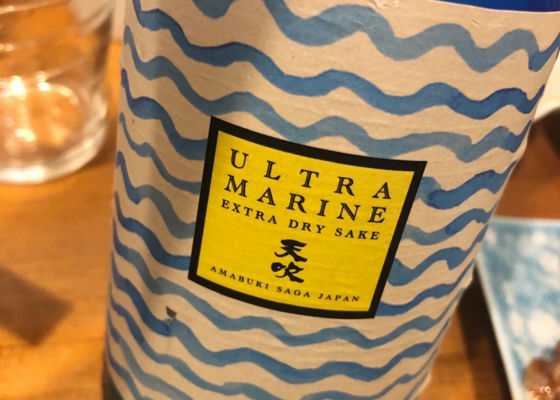 ULTRA
MARINE
EXTRA DRY SAKE
天
吹
AMABUKI SAGA JAPAN